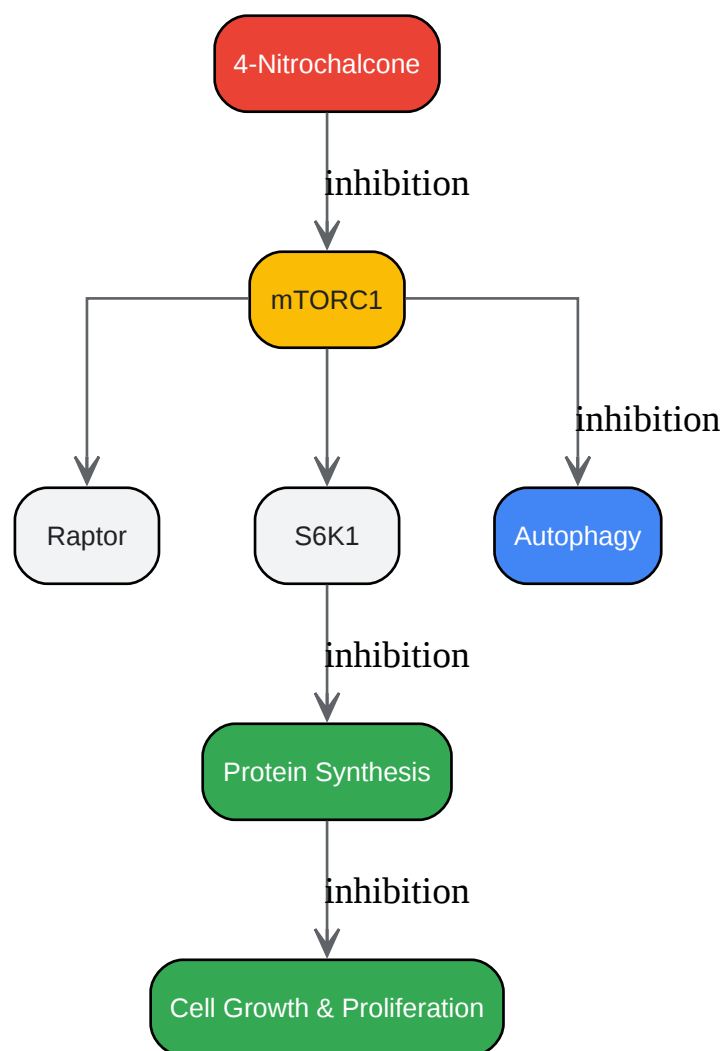 4-Nitrochalcone
inhibition
mTORC1
inhibition
Raptor
S6K1
Autophagy
inhibition
Protein Synthesis
inhibition
Cell Growth & Proliferation